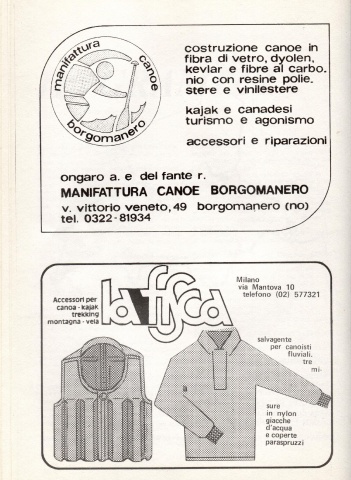 manifattura canoe
borgomanero
costruzione canoe in
fibra di vetro, dyolen,
kevlar e fibre al carbo.
nio con resine polie.
stere e vinilestere
kajak e canadesi
turismo e agonismo
accessori e riparazioni
ongaro a. e del fante r.
MANIFATTURA CANOE BORGOMANERO
v. vittorio veneto, 49 borgomanero (no)
tel. 0322-81934
Accessori per
canoa - kajak
trekking
montagna - vela
la fisca
Milano
via Mantova 10
telefono (02) 577321
salvagente
per canoisti
fluviali,
tre
mi-
sure
in nylon
giacche
d'acqua
e coperte
paraspruzzi